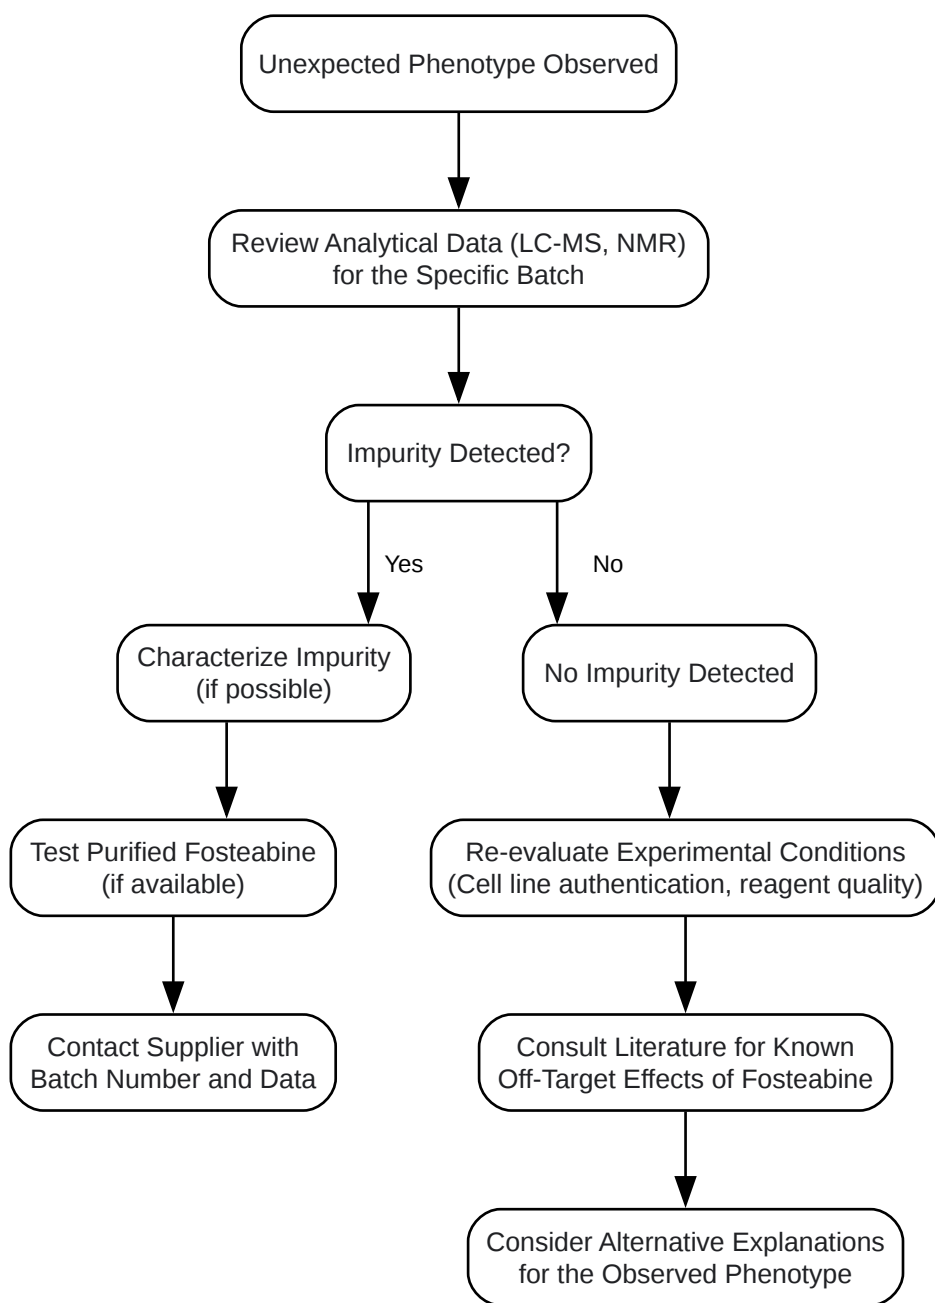 Unexpected Phenotype Observed
Review Analytical Data (LC-MS, NMR)
for the Specific Batch
Impurity Detected?
Yes
No
Characterize Impurity
(if possible)
No Impurity Detected
Test Purified Fosteabine
(if available)
Re-evaluate Experimental Conditions
(Cell line authentication, reagent quality)
Contact Supplier with
Batch Number and Data
Consult Literature for Known
Off-Target Effects of Fosteabine
Consider Alternative Explanations
for the Observed Phenotype